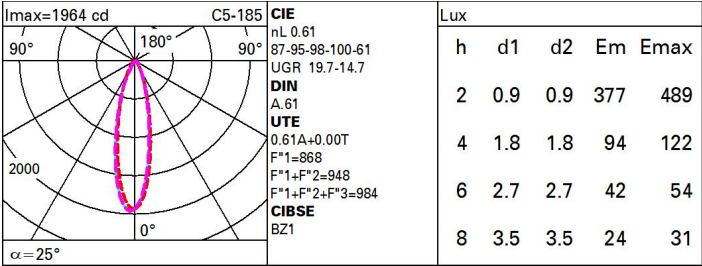 Imax=1964 cd C5-185
90° 180° 90°
2000
0°
α=25°
CIE
nL 0.61
87-95-98-100-61
UGR 19.7-14.7
DIN
A.61
UTE
0.61A+0.00T
F"1=868
F"1+F"2=948
F"1+F"2+F"3=984
CIBSE
BZ1
Lux
h d1 d2 Em Emax
2 0.9 0.9 377 489
4 1.8 1.8 94 122
6 2.7 2.7 42 54
8 3.5 3.5 24 31